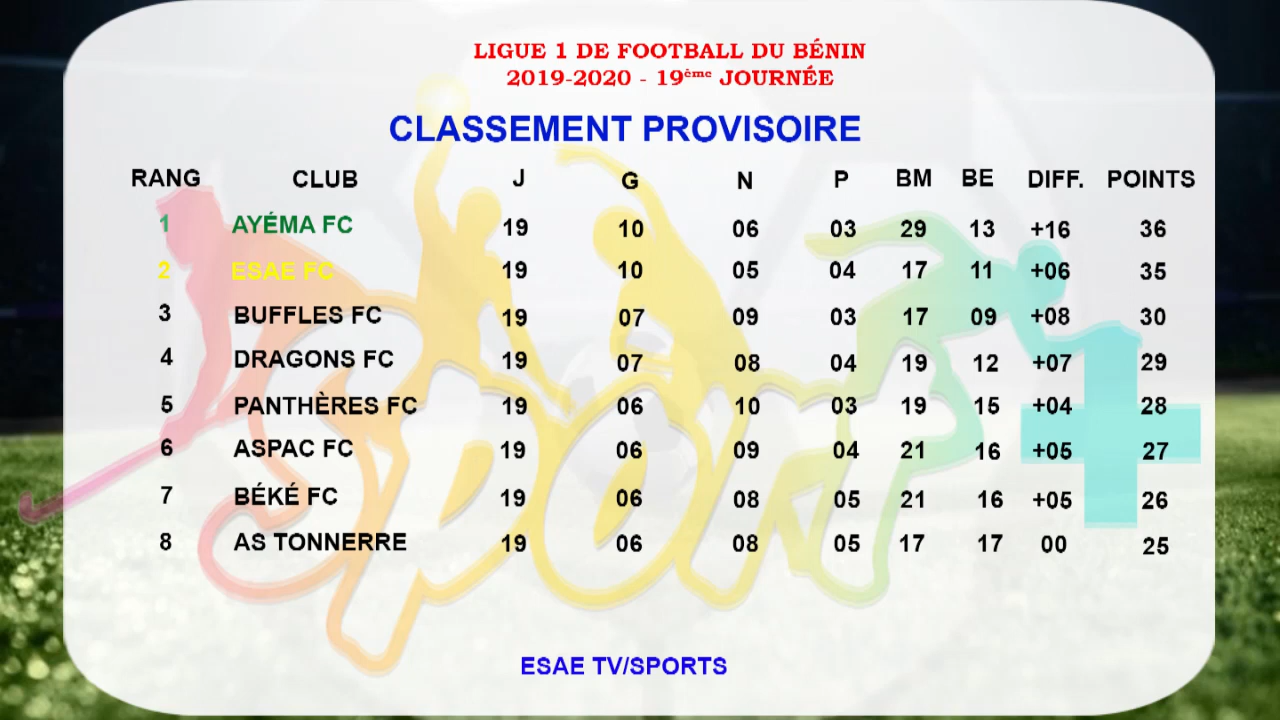 LIGUE 1 DE FOOTBALL DU BÉNIN
2019-2020 - 19ème JOURNÉE
CLASSEMENT PROVISOIRE
RANG CLUB J G N P BM BE DIFF. POINTS
1 AYÉMA FC 19 10 06 03 29 13 +16 36
2 ESAE FC 19 10 05 04 17 11 +06 35
3 BUFFLES FC 19 07 09 03 17 09 +08 30
4 DRAGONS FC 19 07 08 04 19 12 +07 29
5 PANTHÈRES FC 19 06 10 03 19 15 +04 28
6 ASPAC FC 19 06 09 04 21 16 +05 27
7 BÉKÉ FC 19 06 08 05 21 16 +05 26
8 AS TONNERRE 19 06 08 05 17 17 00 25
SPORT+
ESAE TV/SPORTS